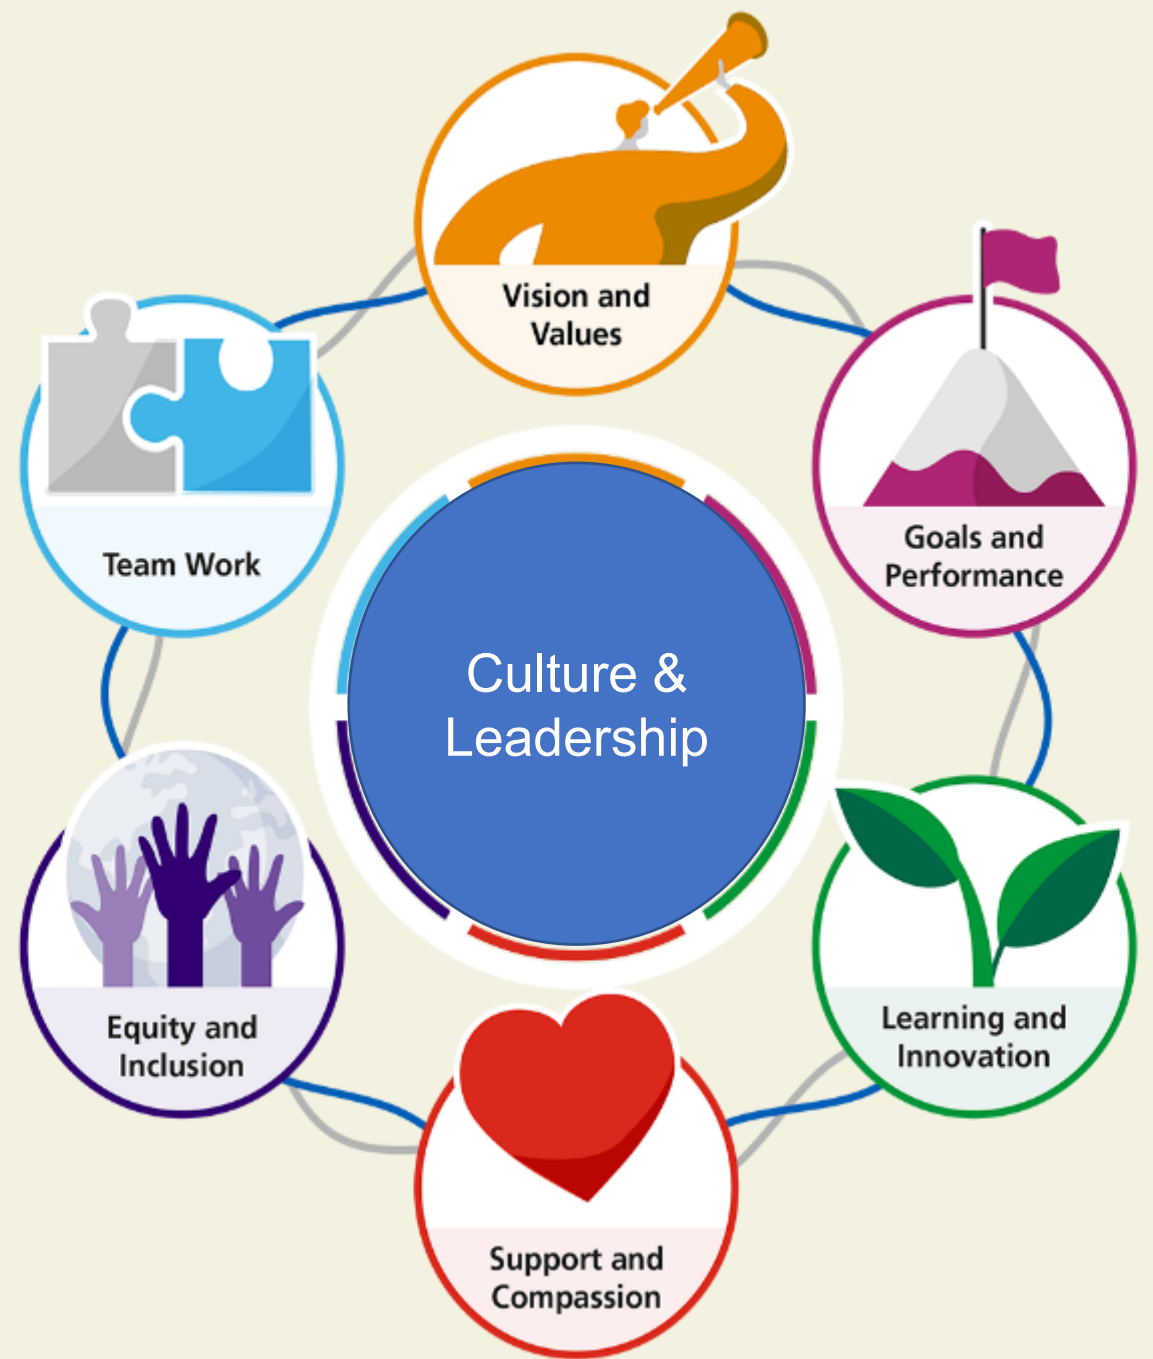 Vision and
Values
Goals and
Performance
Learning and
Innovation
Support and
Compassion
Equity and
Inclusion
Team Work
Culture &
Leadership